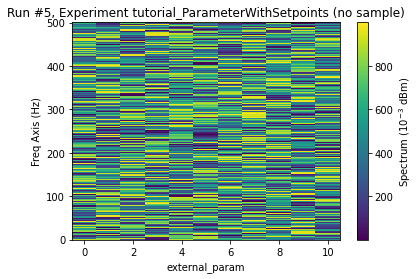 Run #5, Experiment tutorial_ParameterWithSetpoints (no sample)
500
400
300
200
100
0
Freq Axis (Hz)
0 2 4 6 8 10
external_param
800
600
400
200
Spectrum (10⁻³ dBm)